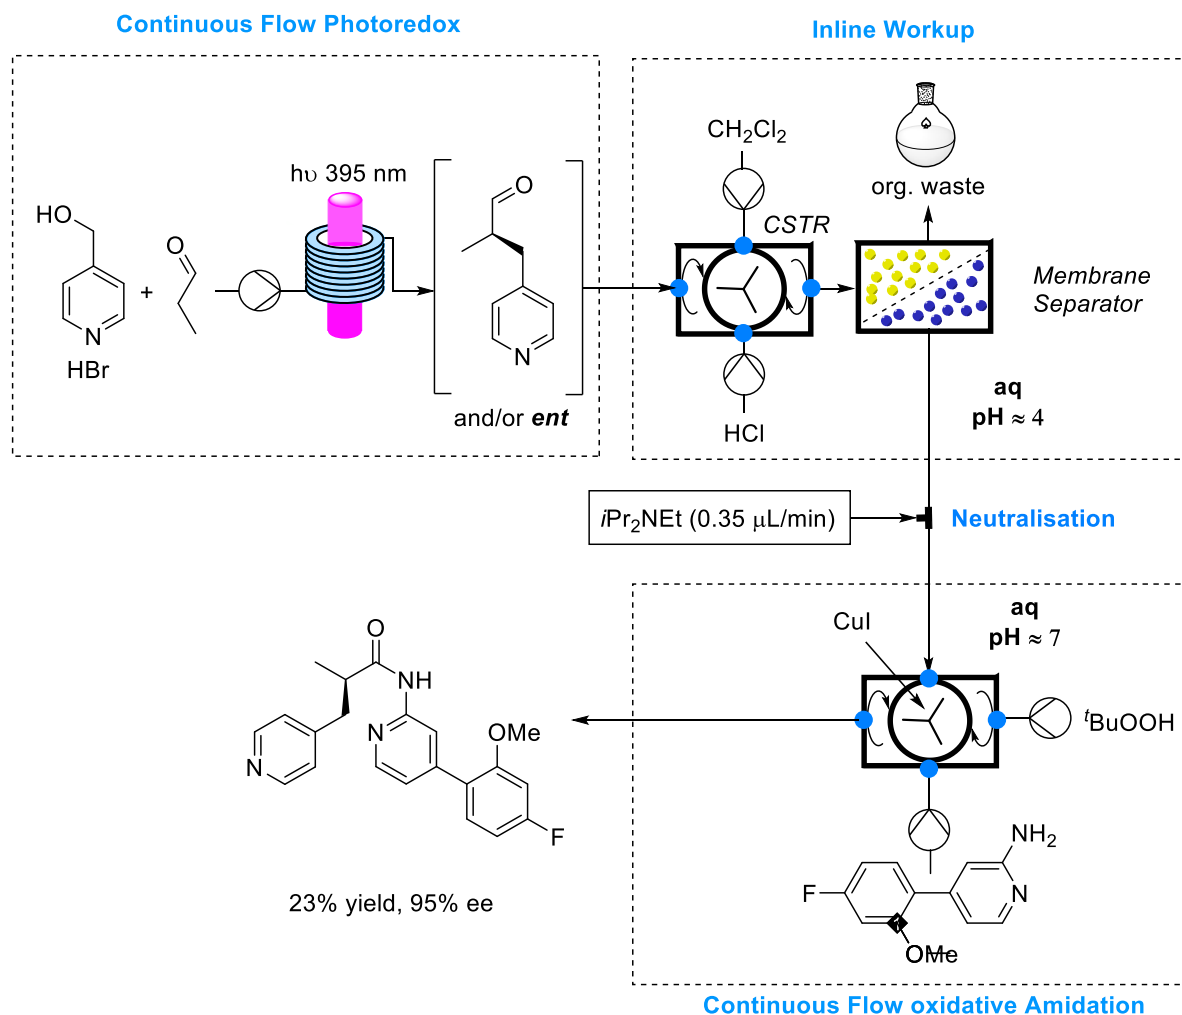 Continuous Flow Photoredox
Inline Workup
CH2Cl2
hυ 395 nm
org. waste
HO
O
O
CSTR
+
Membrane
Separator
N
HBr
N
and/or ent
HCl
aq
pH ≈ 4
iPr2NEt (0.35 µL/min)
Neutralisation
aq
pH ≈ 7
CuI
O
NH
N
OMe
N
F
tBuOOH
NH2
F
N
OMe
23% yield, 95% ee
Continuous Flow oxidative Amidation